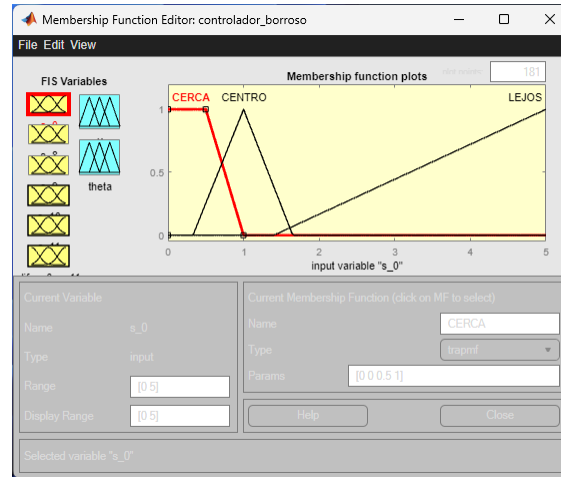 Membership Function Editor: controlador_borroso
File Edit View
FIS Variables
theta
Membership function plots
181
CERCA
CENTRO
LEJOS
1
0.5
0
0 1 2 3 4 5
input variable "s_0"
Current Variable
Name s_0
Type input
Range [0 5]
Display Range [0 5]
Current Membership Function (click on MF to select)
Name CERCA
Type trapmf
Params [0 0 0.5 1]
Help
Close
Selected variable "s_0"